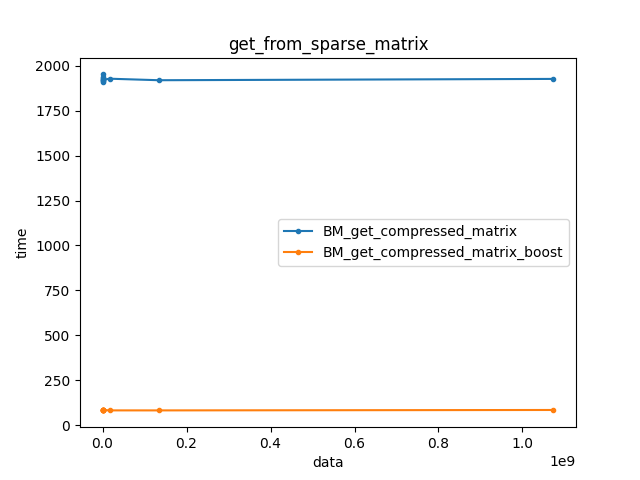 get_from_sparse_matrix
2000
1750
1500
1250
1000
750
500
250
0
time
BM_get_compressed_matrix
BM_get_compressed_matrix_boost
0.0 0.2 0.4 0.6 0.8 1.0
1e9
data